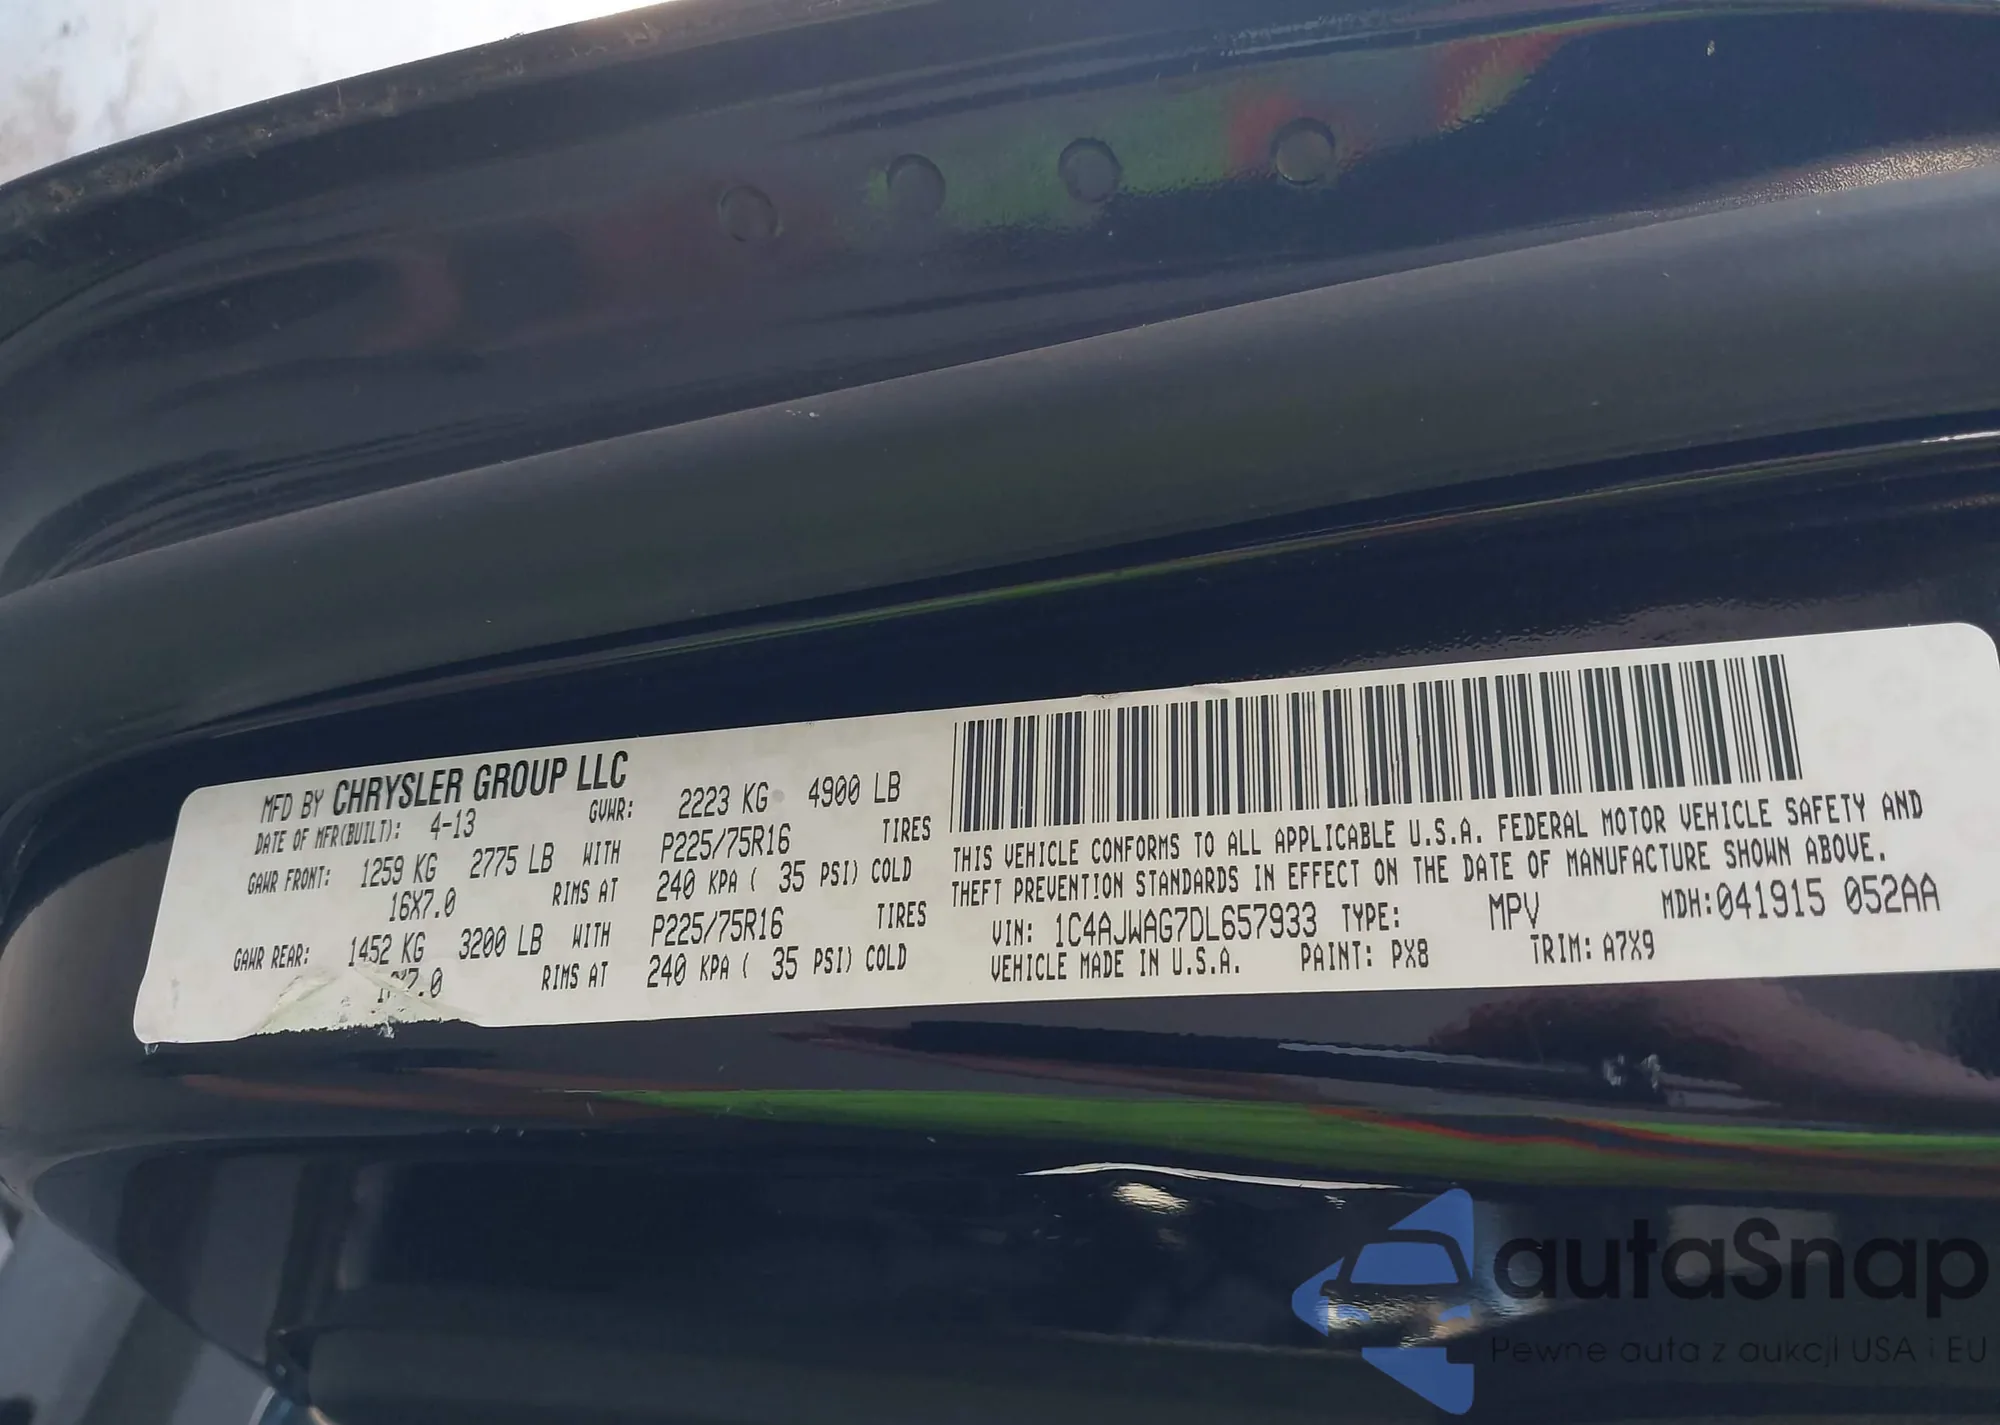 MFD BY CHRYSLER GROUP LLC
DATE OF MFR(BUILT): 4-13 GVWR: 2223 KG 4900 LB
GAWR FRONT: 1259 KG 2775 LB WITH P225/75R16 TIRES
16X7.0 RIMS AT 240 KPA ( 35 PSI) COLD
GAWR REAR: 1452 KG 3200 LB WITH P225/75R16 TIRES
RIMS AT 240 KPA ( 35 PSI) COLD
THIS VEHICLE CONFORMS TO ALL APPLICABLE U.S.A. FEDERAL MOTOR VEHICLE SAFETY AND
THEFT PREVENTION STANDARDS IN EFFECT ON THE DATE OF MANUFACTURE SHOWN ABOVE.
VIN: 1C4AJWAG7DL657933 TYPE: MPV MDH:041915 052AA
VEHICLE MADE IN U.S.A. PAINT: PX8 TRIM: A7X9
autaSnap
Pewne auta z aukcji USA i EU